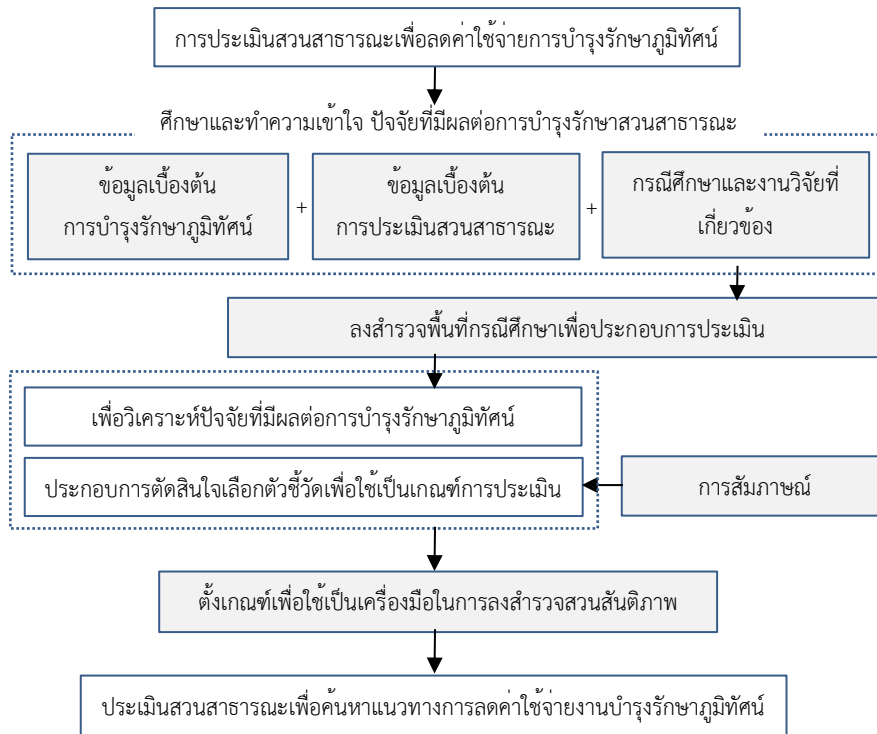 การประเมินสวนสาธารณะเพื่อลดค่าใช้จ่ายการบำรุงรักษาภูมิทัศน์
ศึกษาและทำความเข้าใจ ปัจจัยที่มีผลต่อการบำรุงรักษาสวนสาธารณะ
ข้อมูลเบื้องต้น
การบำรุงรักษาภูมิทัศน์
+
ข้อมูลเบื้องต้น
การประเมินสวนสาธารณะ
+
กรณีศึกษาและงานวิจัยที่
เกี่ยวข้อง
ลงสำรวจพื้นที่กรณีศึกษาเพื่อประกอบการประเมิน
เพื่อวิเคราะห์ปัจจัยที่มีผลต่อการบำรุงรักษาภูมิทัศน์
ประกอบการตัดสินใจเลือกตัวชี้วัดเพื่อใช้เป็นเกณฑ์การประเมิน
การสัมภาษณ์
ตั้งเกณฑ์เพื่อใช้เป็นเครื่องมือในการลงสำรวจสวนสันติภาพ
ประเมินสวนสาธารณะเพื่อค้นหาแนวทางการลดค่าใช้จ่ายงานบำรุงรักษาภูมิทัศน์